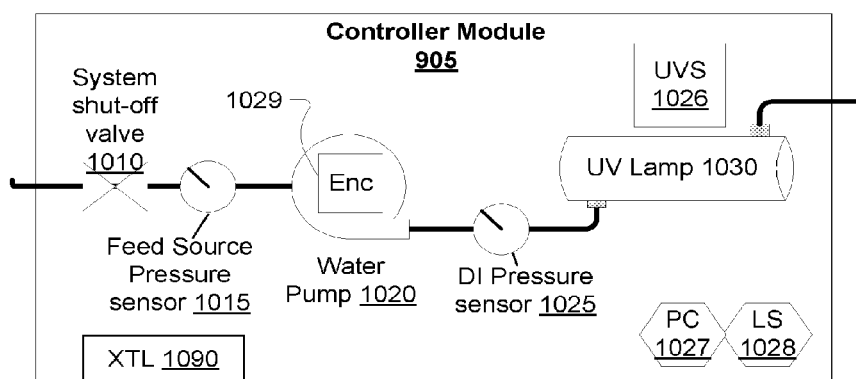 Controller Module
905
System
shut-off
valve
1010
1029
Enc
UVS
1026
UV Lamp 1030
Feed Source
Pressure
sensor 1015
Water
Pump 1020
DI Pressure
sensor 1025
PC
1027
LS
1028
XTL 1090